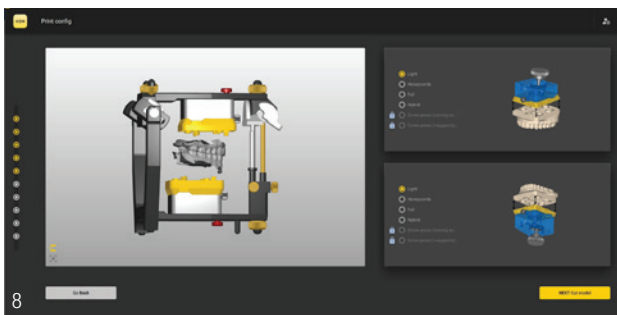 Print config
Light
Honeycomb
Full
Hybrid
Light
Honeycomb
Full
Hybrid
8
Go Back
NEXT Cut model